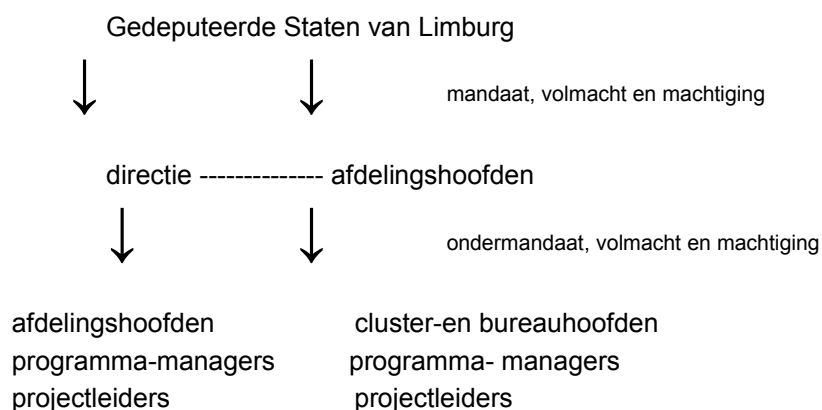 Gedeputeerde Staten van Limburg
mandaat, volmacht en machtiging
directie -------------- afdelingshoofden
ondermandaat, volmacht en machtiging
afdelingshoofden cluster-en bureauhoofden
programma-managers programma- managers
projectleiders projectleiders